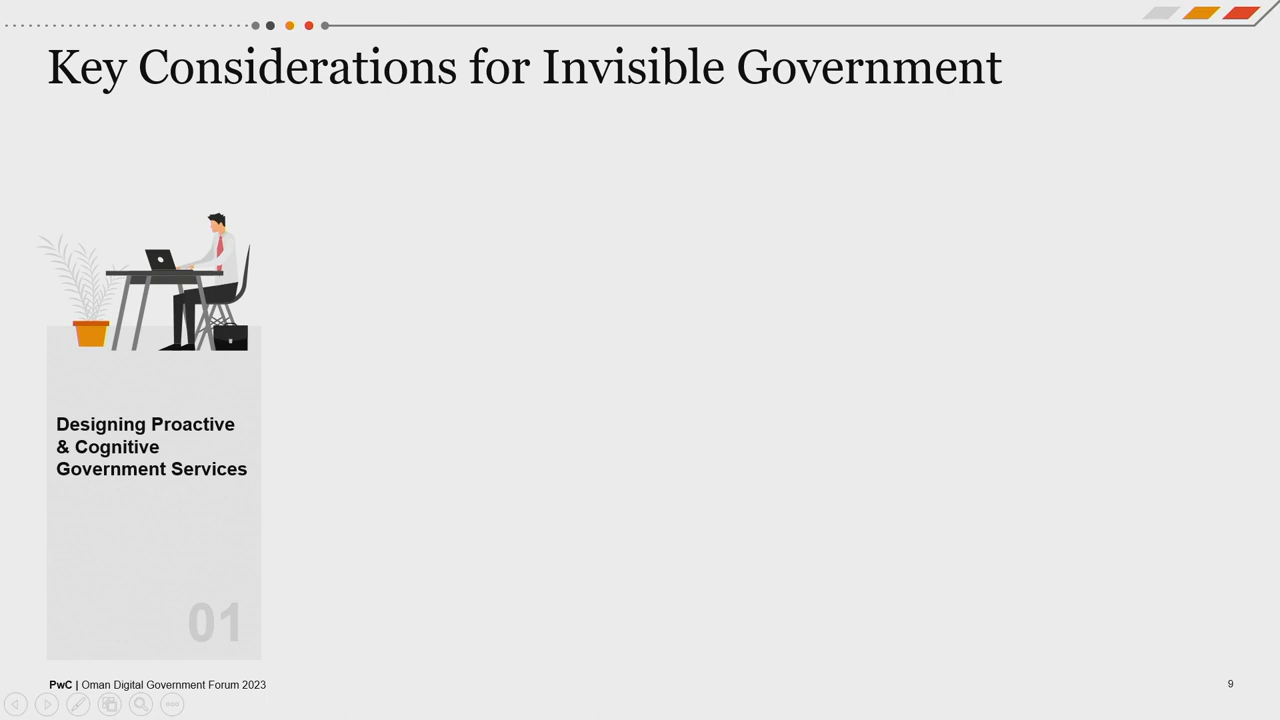 Key Considerations for Invisible Government
Designing Proactive
& Cognitive
Government Services
01
PwC | Oman Digital Government Forum 2023
9